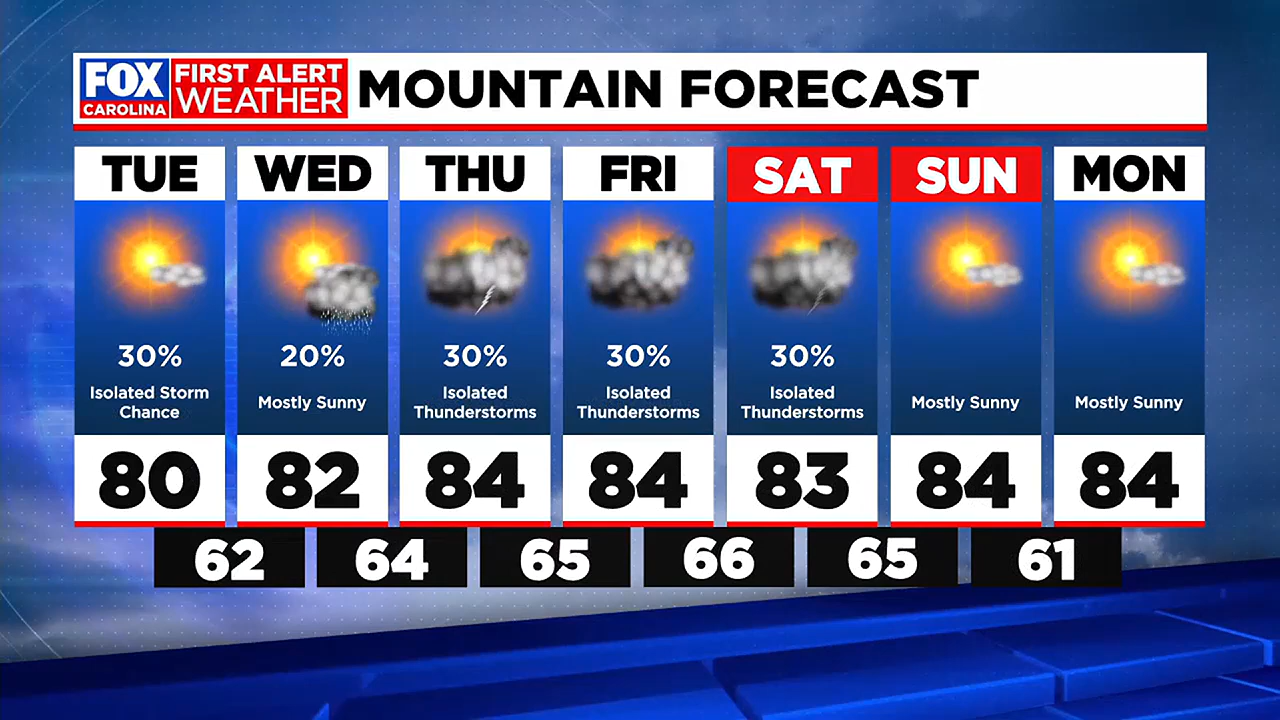 FOX CAROLINA FIRST ALERT WEATHER MOUNTAIN FORECAST
TUE WED THU FRI SAT SUN MON
30% 20% 30% 30% 30%
Isolated Storm Chance
Mostly Sunny
Isolated Thunderstorms
Isolated Thunderstorms
Isolated Thunderstorms
Mostly Sunny
Mostly Sunny
80 82 84 84 83 84 84
62 64 65 66 65 61